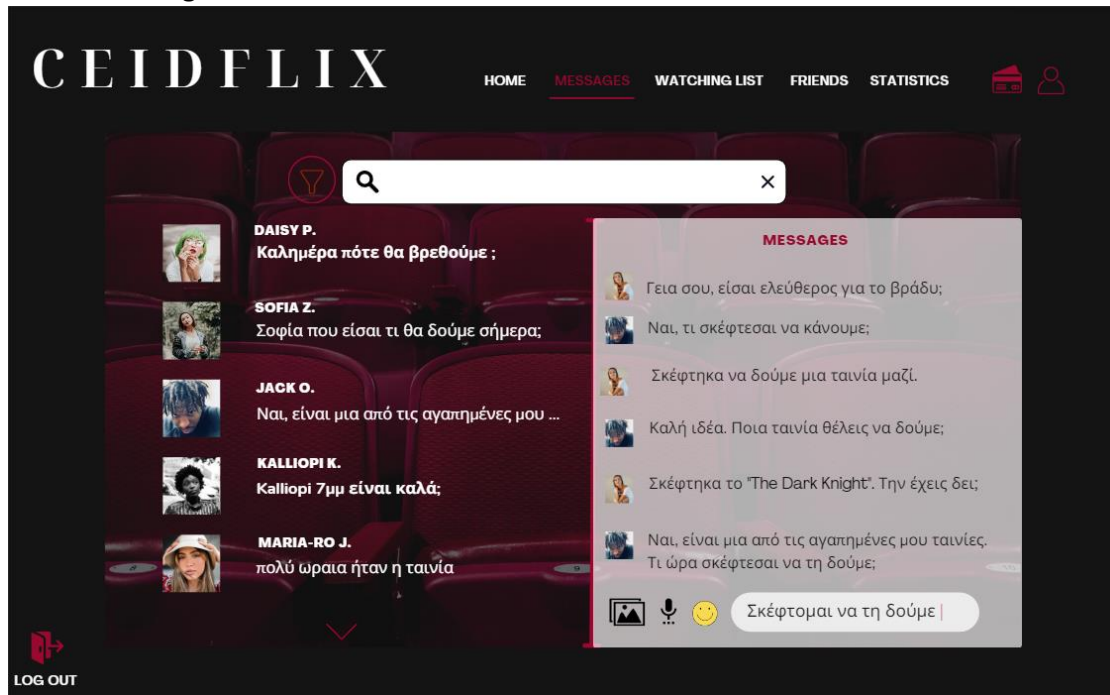 CEIDFLIX
HOME MESSAGES WATCHING LIST FRIENDS STATISTICS
DAISY P.
Καλημέρα πότε θα βρεθούμε ;
SOFIA Z.
Σοφία που είσαι τι θα δούμε σήμερα;
JACK O.
Ναι, είναι μια από τις αγαπημένες μου ...
KALLIOPI K.
Kalliopi 7μμ είναι καλά;
MARIA-RO J.
πολύ ωραια ήταν η ταινία
MESSAGES
Γεια σου, είσαι ελεύθερος για το βράδυ;
Ναι, τι σκέφτεσαι να κάνουμε;
Σκέφτηκα να δούμε μια ταινία μαζί.
Καλή ιδέα. Ποια ταινία θέλεις να δούμε;
Σκέφτηκα το "The Dark Knight". Την έχεις δει;
Ναι, είναι μια από τις αγαπημένες μου ταινίες.
Τι ώρα σκέφτεσαι να τη δούμε;
Σκέφτομαι να τη δούμε
LOG OUT